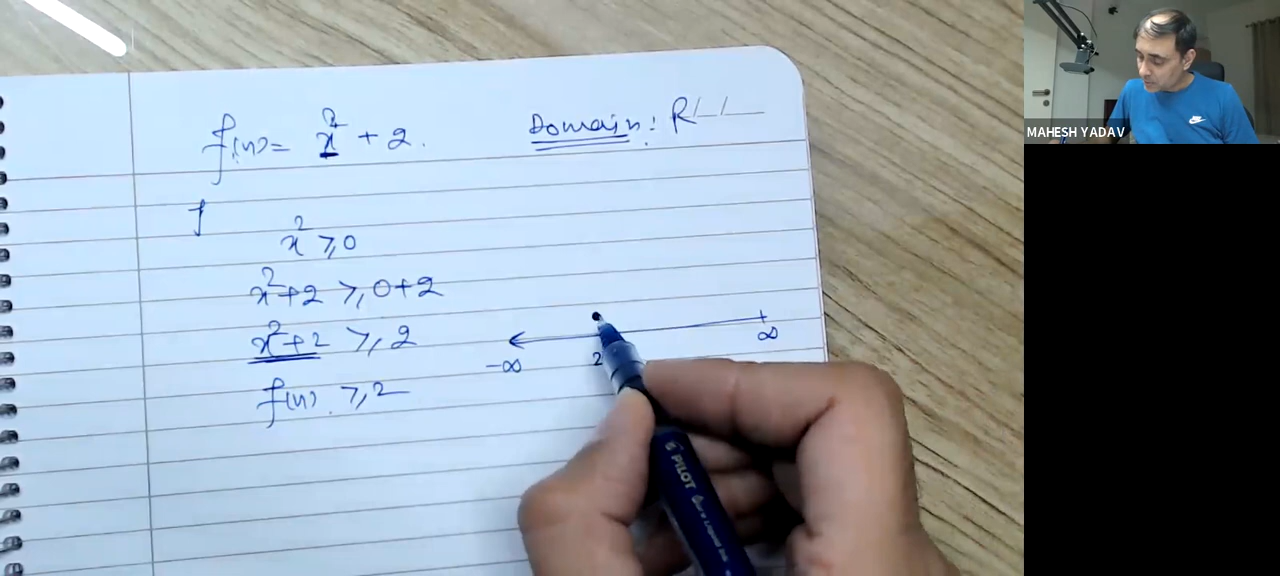 f(x)= x² + 2. Domain: R
x² ≥ 0
x²+2 ≥ 0+2
x²+2 ≥ 2
-∞ 2 ∞
f(x) ≥ 2
PILOT
MAHESH YADAV